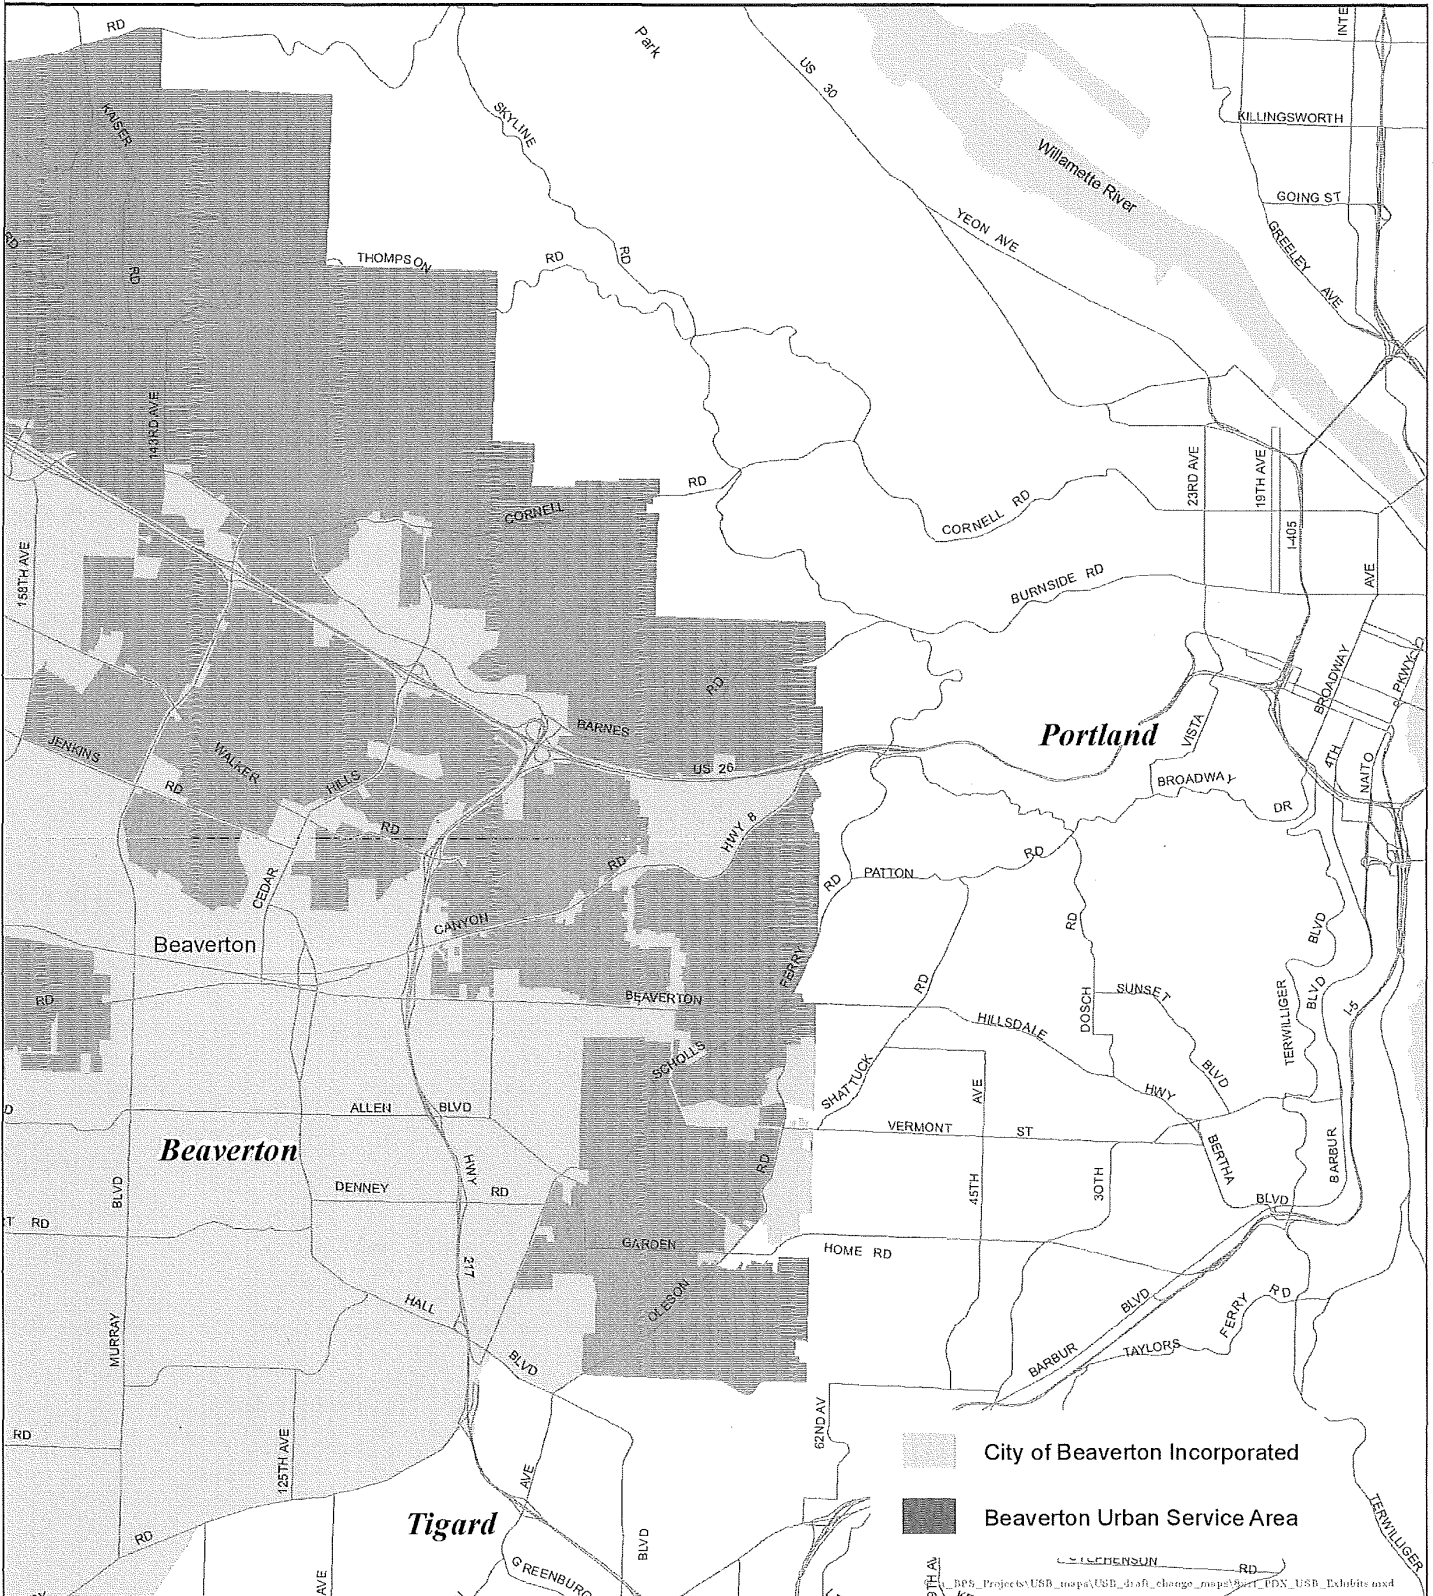 RD
Park
INTE
US 30
KAISER
SKYLINE
KILLINGSWORTH
Willamette River
GOING ST
YEON AVE
GREELEY
AVE
RD
THOMPSON
RD
RD
RD
143RD AVE
RD
CORNELL
CORNELL RD
23RD AVE
19TH AVE
I-405
158TH AVE
BURNSIDE RD
AVE
RD
BROADWAY
PKWY
BARNES
Portland
VISTA
JENKINS
WALKER
US 26
4TH
NAITO
RD
HILLS
BROADWAY
DR
RD
HWY 8
RD
RD
CEDAR
RD
PATTON
CANYON
RD
BLVD
Beaverton
FERRY
RD
RD
BEAVERTON
SUNSET
DOSCH
BLVD
TERWILLIGER
I-5
HILLSDALE
SCHOLLS
SHATTUCK
AVE
HWY
BLVD
D
ALLEN
BLVD
VERMONT
ST
BERTHA
BARBUR
Beaverton
HWY
RD
DENNEY
RD
45TH
30TH
BLVD
BLVD
T RD
GARDEN
HOME RD
217
HALL
OLESON
BLVD
FERRY
RD
MURRAY
BLVD
BARBUR
TAYLORS
62ND AV
RD
125TH AVE
City of Beaverton Incorporated
AVE
Beaverton Urban Service Area
Tigard
BLVD
RD
TERWILLIGER
GREENBURG
AVE
STEPHENSON
RD
9TH AV